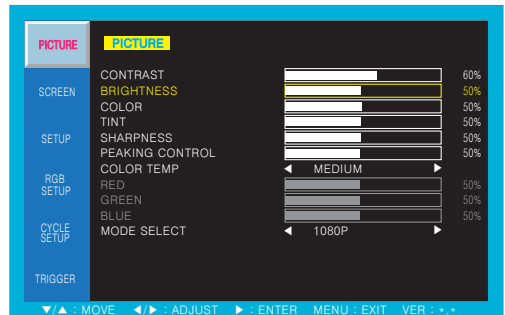 PICTURE
PICTURE
CONTRAST 60%
SCREEN
BRIGHTNESS 50%
COLOR 50%
TINT 50%
SETUP
SHARPNESS 50%
PEAKING CONTROL 50%
COLOR TEMP ◀ MEDIUM ▶
RGB
SETUP
RED 50%
GREEN 50%
BLUE 50%
CYCLE
SETUP
MODE SELECT ◀ 1080P ▶
TRIGGER
▼/▲ : MOVE ◀/▶ : ADJUST ▶ : ENTER MENU : EXIT VER : *.*